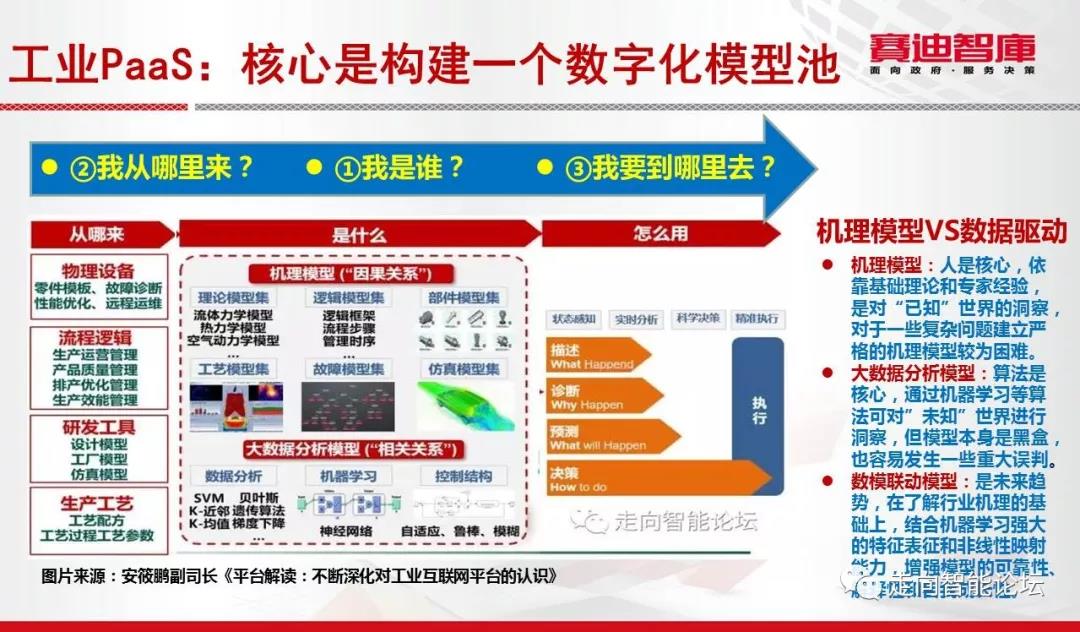 工业PaaS：核心是构建一个数字化模型池
赛迪智庫
面向政府·服务决策
②我从哪里来？
①我是谁？
③我要到哪里去？
从哪来
是什么
怎么用
物理设备
零件模板、故障诊断
性能优化、远程运维
流程逻辑
生产运营管理
产品质量管理
排产优化管理
生产效能管理
研发工具
设计模型
工厂模型
仿真模型
生产工艺
工艺配方
工艺过程工艺参数
机理模型（“因果关系”）
理论模型集
逻辑模型集
部件模型集
流体力学模型
热力学模型
空气动力学模型
...
逻辑框架
流程步骤
管理时序
...
工艺模型集
故障模型集
仿真模型集
大数据分析模型（“相关关系”）
数据分析
机器学习
控制结构
SVM 贝叶斯
K-近邻 遗传算法
K-均值 梯度下降
...
神经网络
自适应、鲁棒、模糊
状态感知
实时分析
科学决策
精准执行
描述
What Happend
诊断
Why Happen
预测
What will Happen
决策
How to do
执行
走向智能论坛
机理模型VS数据驱动
机理模型：人是核心，依
靠基础理论和专家经验，
是对“已知”世界的洞察，
对于一些复杂问题建立严
格的机理模型较为困难。
大数据分析模型：算法是
核心，通过机器学习等算
法可对“未知”世界进行
洞察，但模型本身是黑盒，
也容易发生一些重大误判。
数模联动模型：是未来趋
势，在了解行业机理的基
础上，结合机器学习强大
的特征表征和非线性映射
能力，增强模型的可靠性、
走向智能论坛
图片来源：安筱鹏副司长《平台解读：不断深化对工业互联网平台的认识》